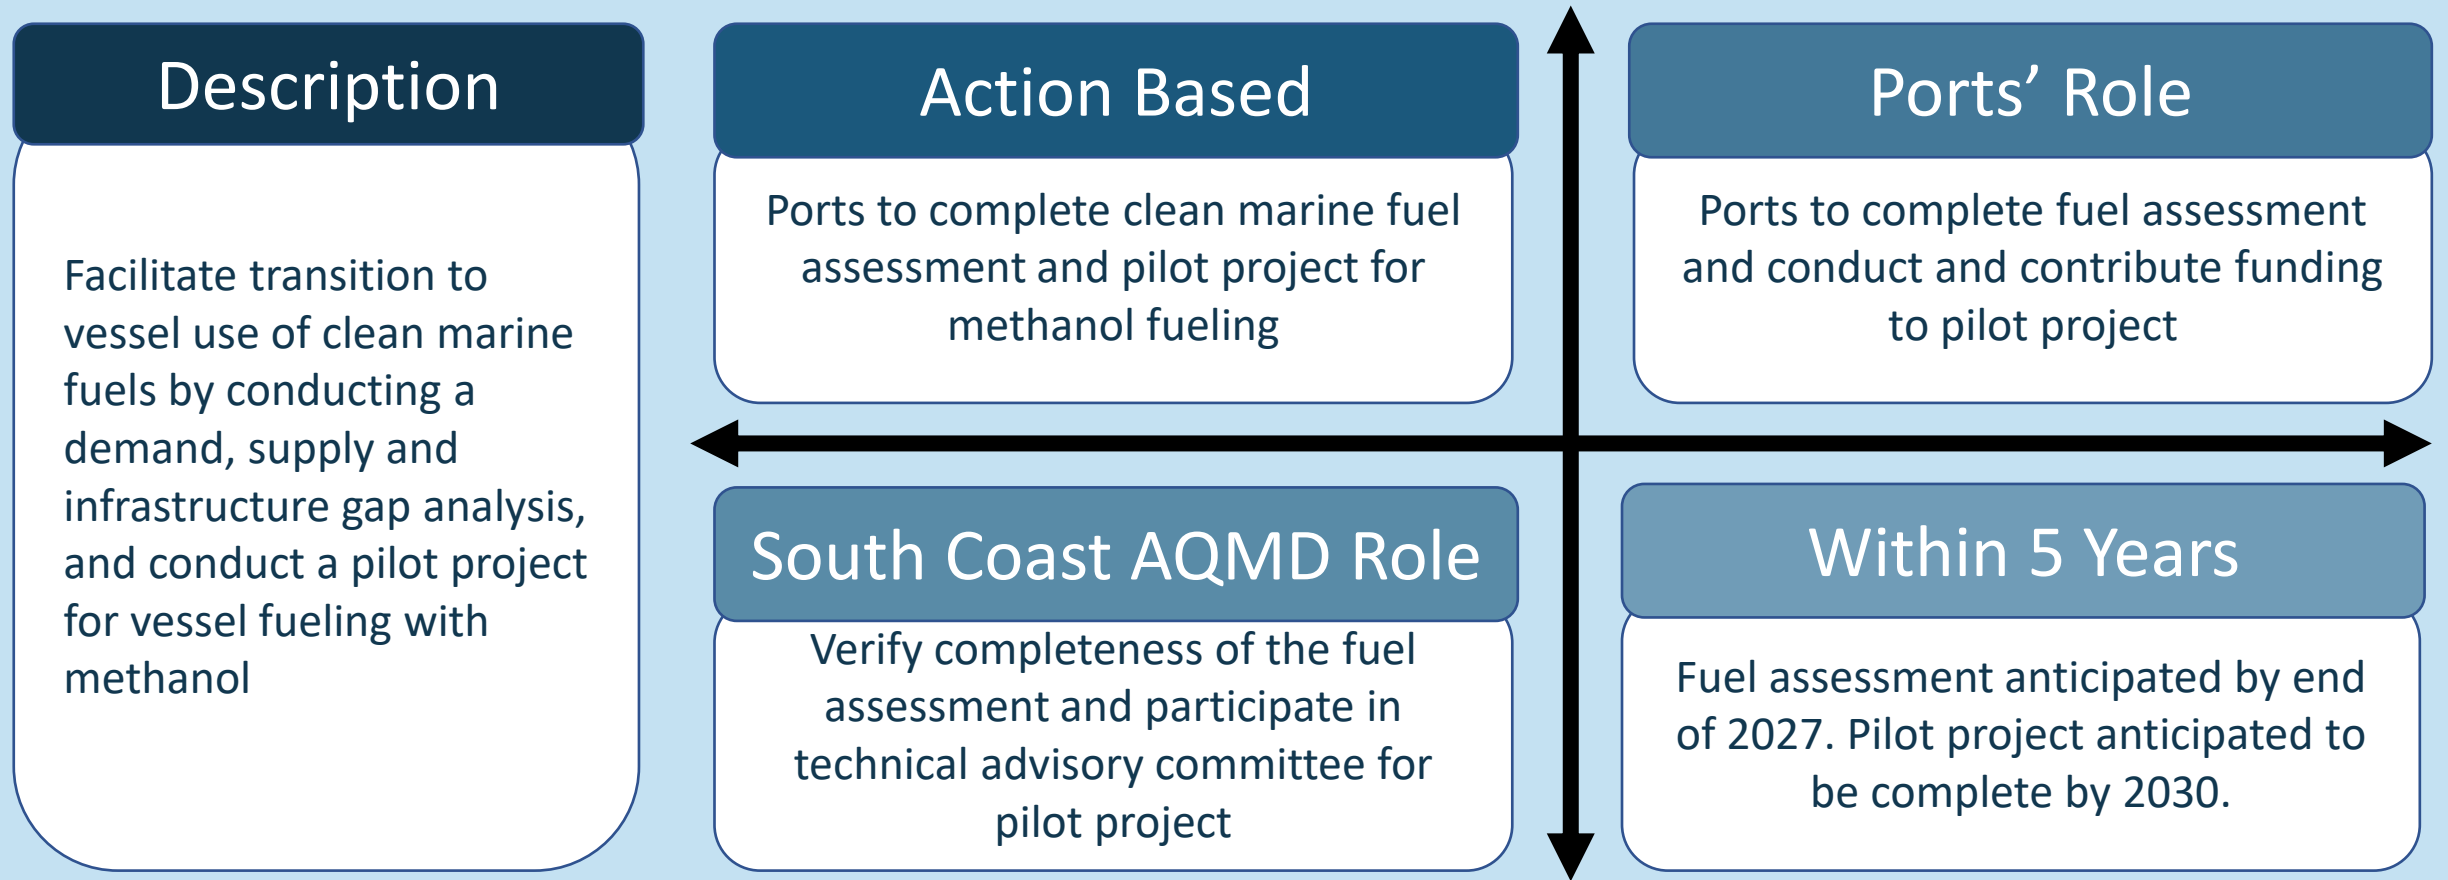 Description
Facilitate transition to
vessel use of clean marine
fuels by conducting a
demand, supply and
infrastructure gap analysis,
and conduct a pilot project
for vessel fueling with
methanol
Action Based
Ports to complete clean marine fuel
assessment and pilot project for
methanol fueling
Ports’ Role
Ports to complete fuel assessment
and conduct and contribute funding
to pilot project
South Coast AQMD Role
Verify completeness of the fuel
assessment and participate in
technical advisory committee for
pilot project
Within 5 Years
Fuel assessment anticipated by end
of 2027. Pilot project anticipated to
be complete by 2030.